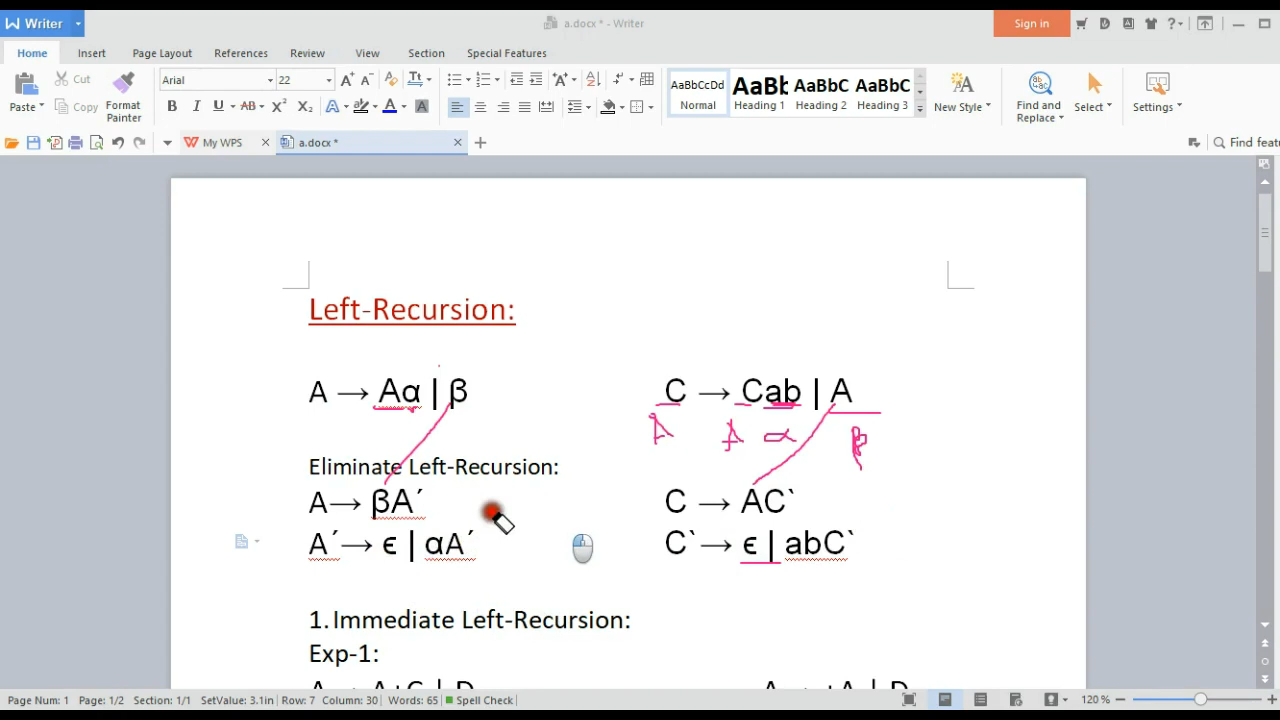 Writer
a.docx * - Writer
Sign in
Home Insert Page Layout References Review View Section Special Features
Paste Cut Copy Format Painter
Arial 22
AaBbCcDd Normal
AaBb Heading 1
AaBbC Heading 2
AaBbC Heading 3
New Style
Find and Replace
Select
Settings
My WPS
a.docx *
Find feat
Left-Recursion:
A → Aα | β
C → Cab | A
A A α β
Eliminate Left-Recursion:
A→ βA´
C → AC`
A´→ ϵ | αA´
C`→ ϵ | abC`
1. Immediate Left-Recursion:
Exp-1:
Page Num: 1 Page: 1/2 Section: 1/1 SetValue: 3.1in Row: 7 Column: 30 Words: 65 Spell Check
120 %